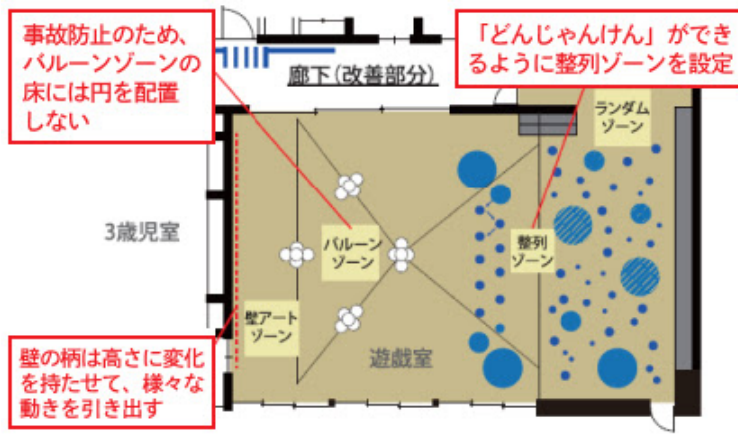 事故防止のため、
バルーンゾーンの
床には円を配置
しない
「どんじゃんけん」ができ
るように整列ゾーンを設定
廊下(改善部分)
ランダム
ゾーン
3歳児室
バルーン
ゾーン
整列
ゾーン
壁アート
ゾーン
遊戯室
壁の柄は高さに変化
を持たせて、様々な
動きを引き出す